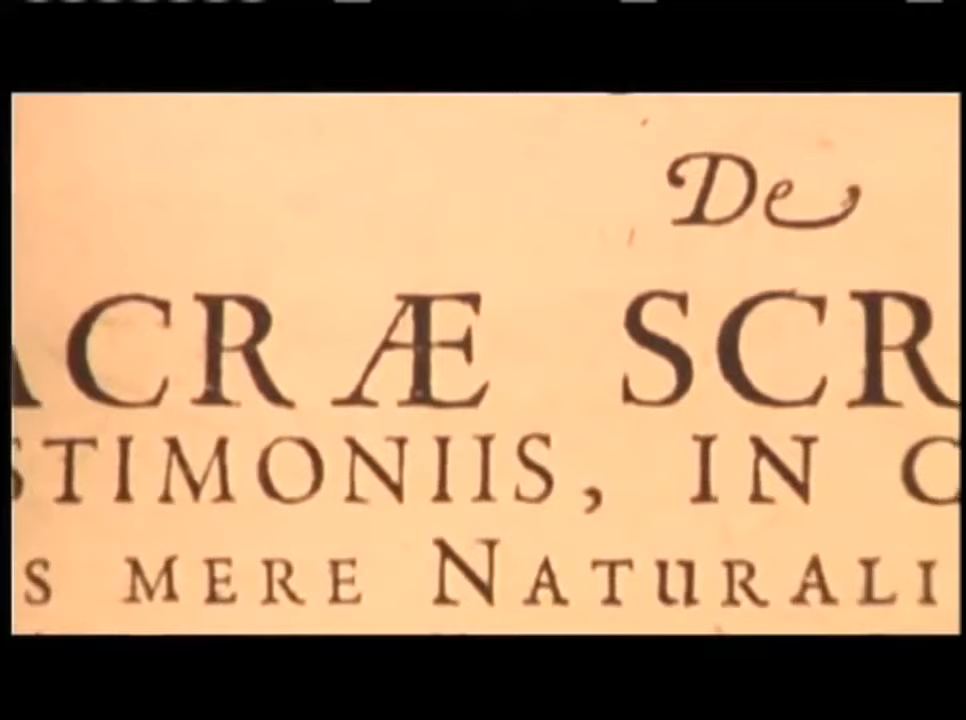 De
ACRÆ SCR
STIMONIIS, IN C
S MERE NATURALI